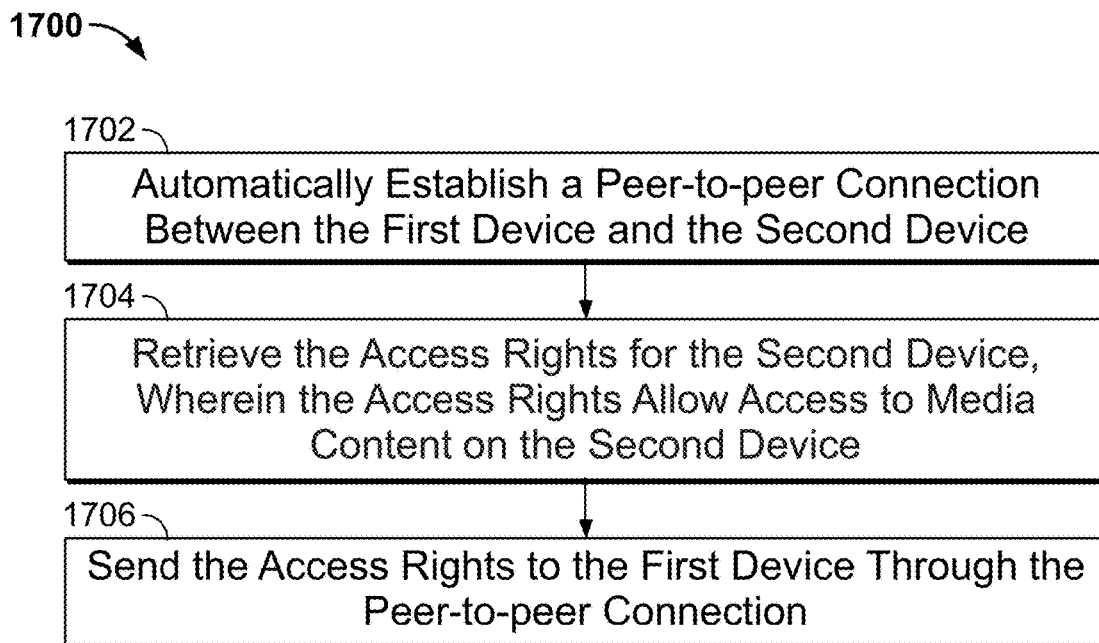 1700
1702
Automatically Establish a Peer-to-peer Connection
Between the First Device and the Second Device
1704
Retrieve the Access Rights for the Second Device,
Wherein the Access Rights Allow Access to Media
Content on the Second Device
1706
Send the Access Rights to the First Device Through the
Peer-to-peer Connection